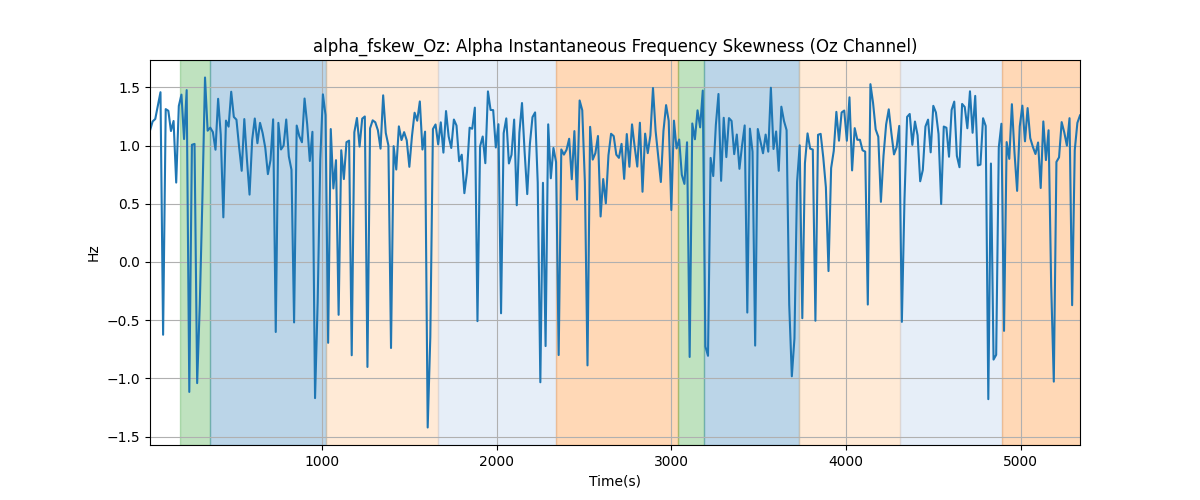 alpha_fskew_Oz: Alpha Instantaneous Frequency Skewness (Oz Channel)
1.5
1.0
0.5
0.0
−0.5
−1.0
−1.5
Hz
1000 2000 3000 4000 5000
Time(s)